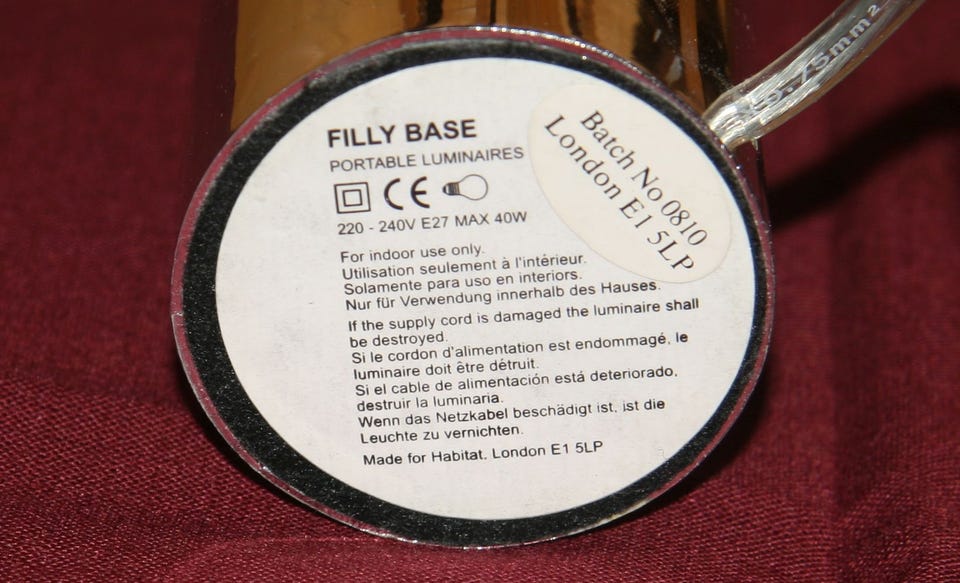 FILLY BASE
PORTABLE LUMINAIRES
CE
220 - 240V E27 MAX 40W
For indoor use only.
Utilisation seulement à l'intérieur.
Solamente para uso en interiors.
Nur für Verwendung innerhalb des Hauses.
If the supply cord is damaged the luminaire shall
be destroyed.
Si le cordon d'alimentation est endommagé, le
luminaire doit être détruit.
Si el cable de alimentación está deteriorado,
destruir la luminaria.
Wenn das Netzkabel beschädigt ist, ist die
Leuchte zu vernichten.
Made for Habitat. London E1 5LP
Batch No 0810
London E1 5LP
0.75mm²